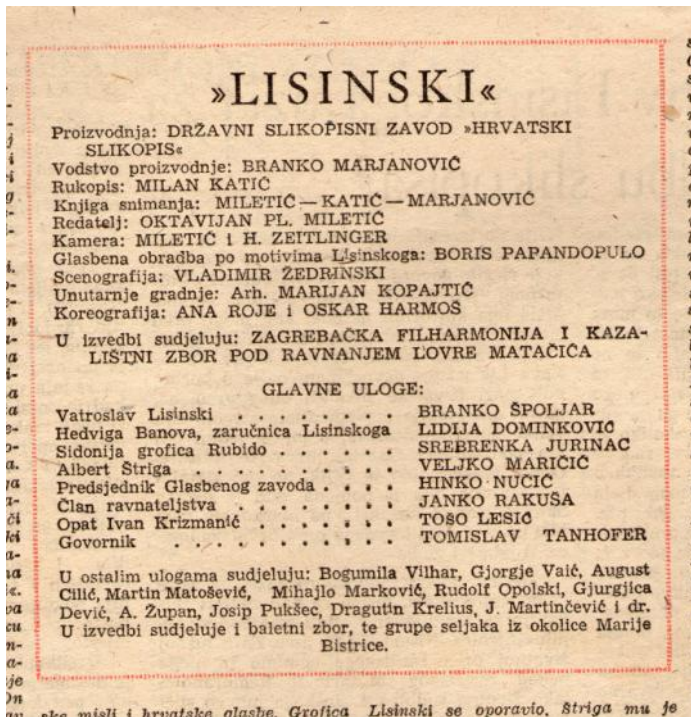 »LISINSKI«
Proizvodnja: DRŽAVNI SLIKOPISNI ZAVOD »HRVATSKI
SLIKOPIS«
Vodstvo proizvodnje: BRANKO MARJANOVIĆ
Rukopis: MILAN KATIĆ
Knjiga snimanja: MILETIĆ — KATIĆ — MARJANOVIĆ
Redatelj: OKTAVIJAN PL. MILETIĆ
Kamera: MILETIĆ i H. ZEITLINGER
Glasbena obradba po motivima Lisinskoga: BORIS PAPANDOPULO
Scenografija: VLADIMIR ŽEDRINSKI
Unutarnje gradnje: Arh. MARIJAN KOPAJTIĆ
Koreografija: ANA ROJE i OSKAR HARMOŠ
U izvedbi sudjeluju: ZAGREBAČKA FILHARMONIJA I KAZA-
LIŠTNI ZBOR POD RAVNANJEM LOVRE MATAČIĆA
GLAVNE ULOGE:
Vatroslav Lisinski . . . . . . . . BRANKO ŠPOLJAR
Hedviga Banova, zaručnica Lisinskoga LIDIJA DOMINKOVIĆ
Sidonija grofica Rubido . . . . . . SREBRENKA JURINAC
Albert Štriga . . . . . . . . . . VELJKO MARIČIĆ
Predsjednik Glasbenog zavoda . . . . HINKO NUČIĆ
Član ravnateljstva . . . . . . . . JANKO RAKUŠA
Opat Ivan Krizmanić . . . . . . . TOŠO LESIĆ
Govornik . . . . . . . . . . TOMISLAV TANHOFER
U ostalim ulogama sudjeluju: Bogumila Vilhar, Gjorgje Vaić, August
Cilić, Martin Matošević, Mihajlo Marković, Rudolf Opolski, Gjurgjica
Dević, A. Župan, Josip Pukšec, Dragutin Krelius, J. Martinčević i dr.
U izvedbi sudjeluje i baletni zbor, te grupe seljaka iz okolice Marije
Bistrice.
ske misli i hrvatske glasbe. Grofica Lisinski se oporavio. Štriga mu je